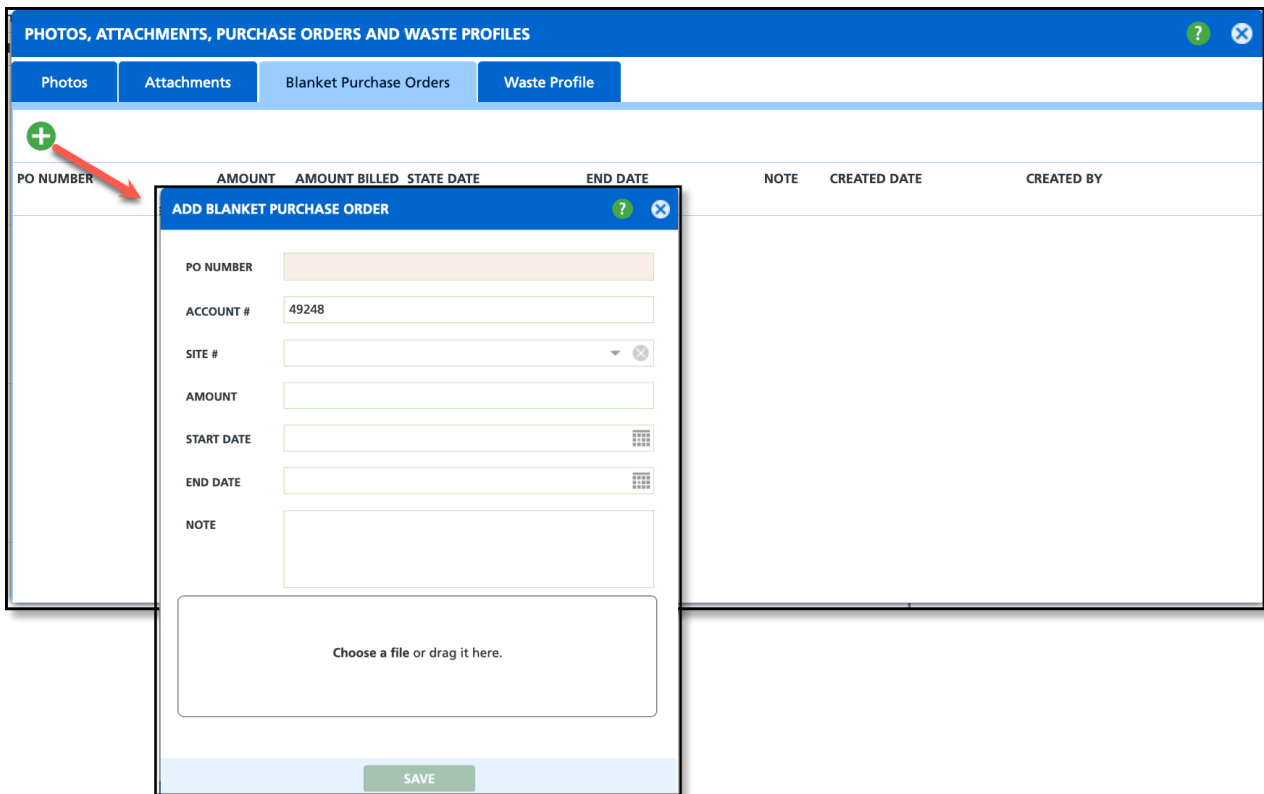 PHOTOS, ATTACHMENTS, PURCHASE ORDERS AND WASTE PROFILES ?
Photos Attachments Blanket Purchase Orders Waste Profile
PO NUMBER AMOUNT AMOUNT BILLED STATE DATE END DATE NOTE CREATED DATE CREATED BY
ADD BLANKET PURCHASE ORDER ?
PO NUMBER
ACCOUNT # 49248
SITE #
AMOUNT
START DATE
END DATE
NOTE
Choose a file or drag it here.
SAVE